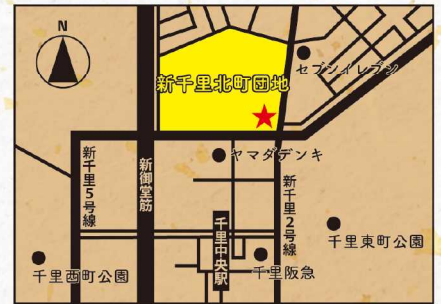 N
新千里北町団地
セブンイレブン
ヤマダデンキ
新千里5号線
新御堂筋
新千里2号線
千里中央駅
千里東町公園
千里西町公園
千里阪急